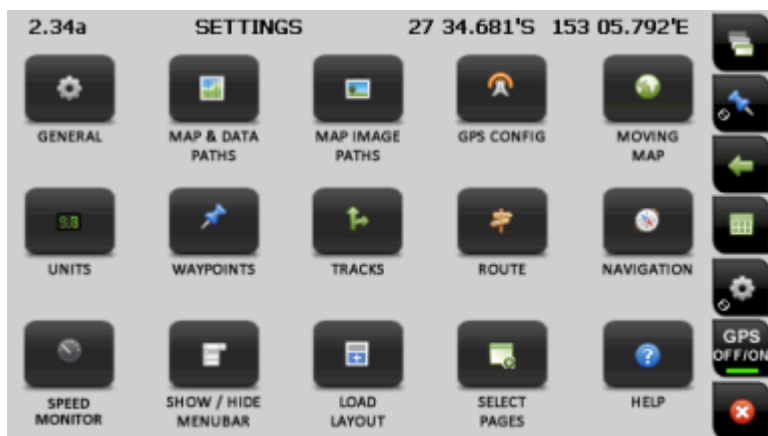 2.34a SETTINGS 27 34.681'S 153 05.792'E
GENERAL
MAP & DATA
PATHS
MAP IMAGE
PATHS
GPS CONFIG
MOVING
MAP
9.8
UNITS
WAYPOINTS
TRACKS
ROUTE
NAVIGATION
SPEED
MONITOR
SHOW / HIDE
MENUBAR
LOAD
LAYOUT
SELECT
PAGES
?
HELP
GPS
OFF/ON